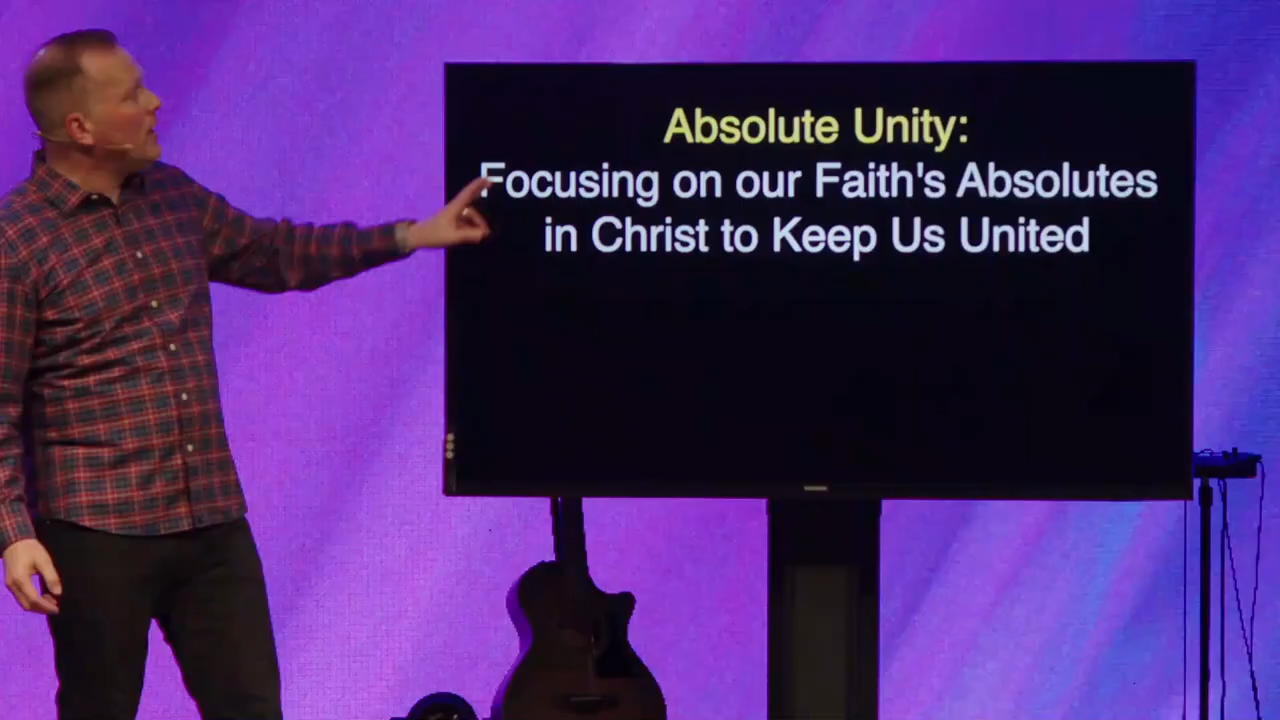 Absolute Unity:
Focusing on our Faith's Absolutes
in Christ to Keep Us United